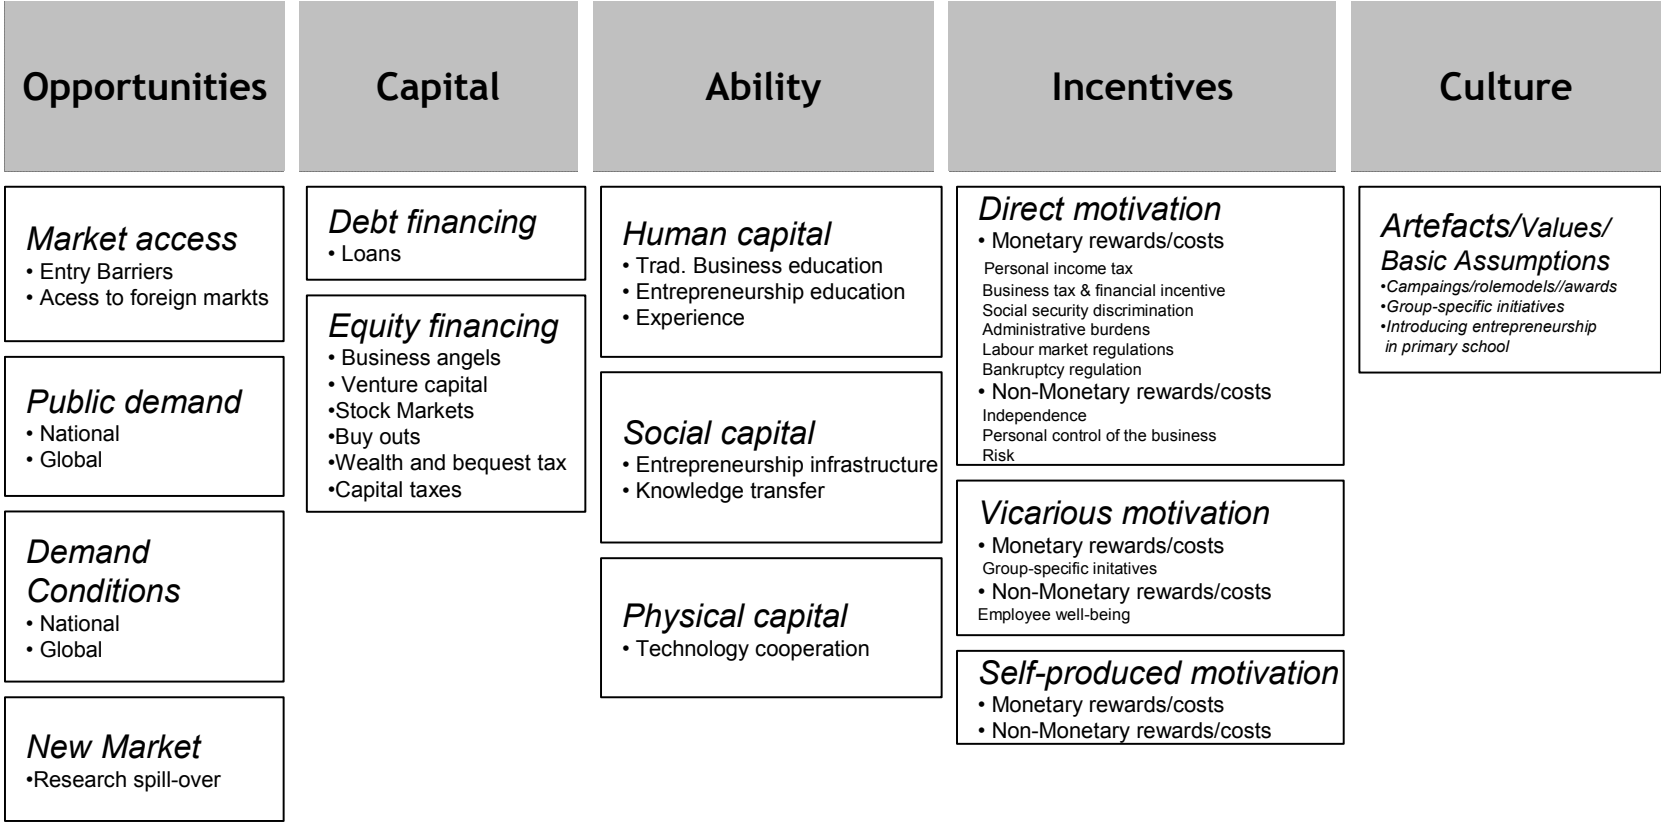 Opportunities
Capital
Ability
Incentives
Culture
Market access
• Entry Barriers
• Acess to foreign markts
Public demand
• National
• Global
Demand
Conditions
• National
• Global
New Market
•Research spill-over
Debt financing
• Loans
Equity financing
• Business angels
• Venture capital
•Stock Markets
•Buy outs
•Wealth and bequest tax
•Capital taxes
Human capital
• Trad. Business education
• Entrepreneurship education
• Experience
Social capital
• Entrepreneurship infrastructure
• Knowledge transfer
Physical capital
• Technology cooperation
Direct motivation
• Monetary rewards/costs
Personal income tax
Business tax & financial incentive
Social security discrimination
Administrative burdens
Labour market regulations
Bankruptcy regulation
• Non-Monetary rewards/costs
Independence
Personal control of the business
Risk
Vicarious motivation
• Monetary rewards/costs
Group-specific initatives
• Non-Monetary rewards/costs
Employee well-being
Self-produced motivation
• Monetary rewards/costs
• Non-Monetary rewards/costs
Artefacts/Values/
Basic Assumptions
•Campaings/rolemodels//awards
•Group-specific initiatives
•Introducing entrepreneurship
in primary school